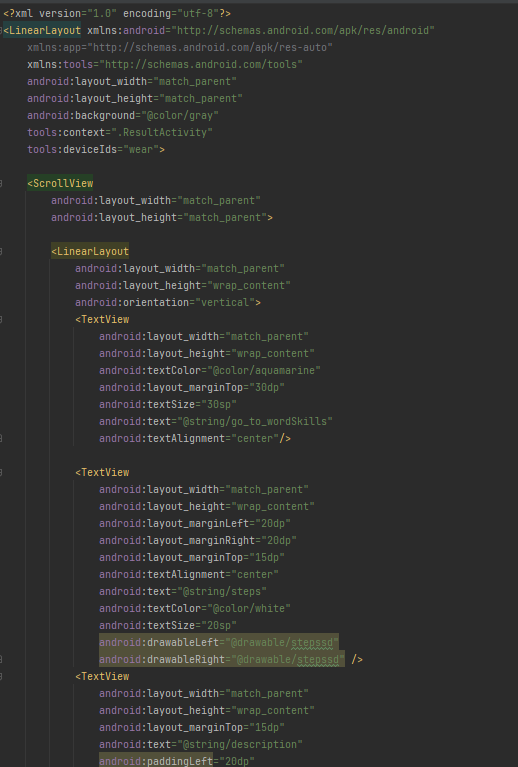 <?xml version="1.0" encoding="utf-8"?>
<LinearLayout xmlns:android="http://schemas.android.com/apk/res/android"
    xmlns:app="http://schemas.android.com/apk/res-auto"
    xmlns:tools="http://schemas.android.com/tools"
    android:layout_width="match_parent"
    android:layout_height="match_parent"
    android:background="@color/gray"
    tools:context=".ResultActivity"
    tools:deviceIds="wear">

    <ScrollView
        android:layout_width="match_parent"
        android:layout_height="match_parent">

        <LinearLayout
            android:layout_width="match_parent"
            android:layout_height="wrap_content"
            android:orientation="vertical">
            <TextView
                android:layout_width="match_parent"
                android:layout_height="wrap_content"
                android:textColor="@color/aquamarine"
                android:layout_marginTop="30dp"
                android:textSize="30sp"
                android:text="@string/go_to_wordSkills"
                android:textAlignment="center"/>

            <TextView
                android:layout_width="match_parent"
                android:layout_height="wrap_content"
                android:layout_marginLeft="20dp"
                android:layout_marginRight="20dp"
                android:layout_marginTop="15dp"
                android:textAlignment="center"
                android:text="@string/steps"
                android:textColor="@color/white"
                android:textSize="20sp"
                android:drawableLeft="@drawable/stepssd"
                android:drawableRight="@drawable/stepssd" />
            <TextView
                android:layout_width="match_parent"
                android:layout_height="wrap_content"
                android:layout_marginTop="15dp"
                android:text="@string/description"
                android:paddingLeft="20dp"